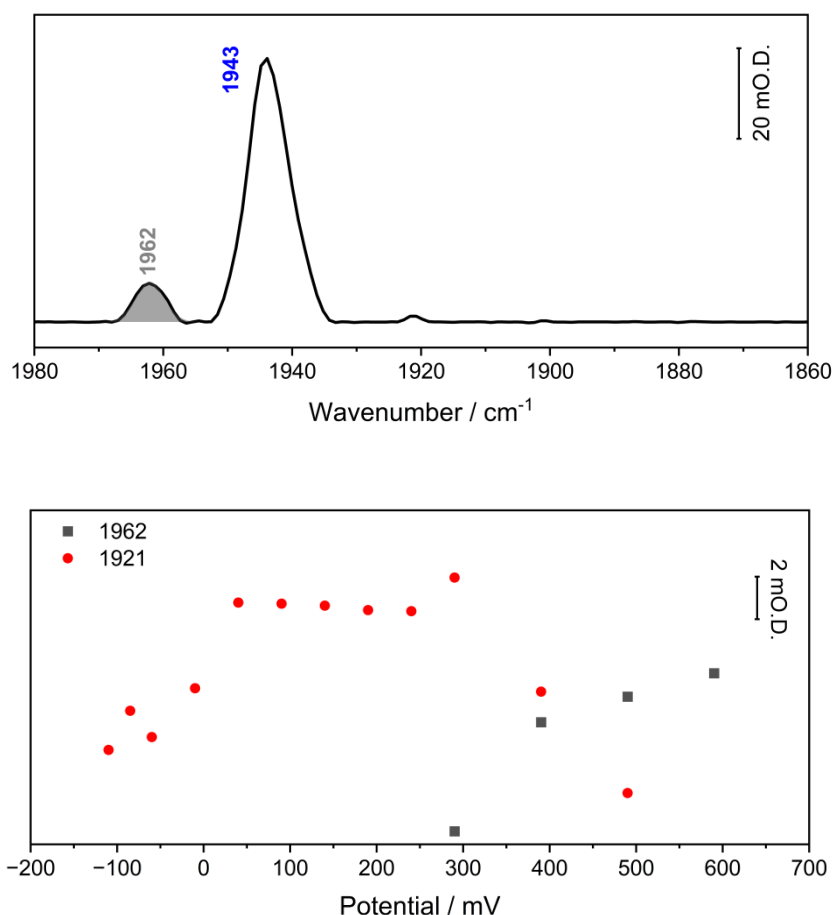 1943
1962
20 mO.D.
1980 1960 1940 1920 1900 1880 1860
Wavenumber / cm⁻¹
1962
1921
2 mO.D.
−200 −100 0 100 200 300 400 500 600 700
Potential / mV